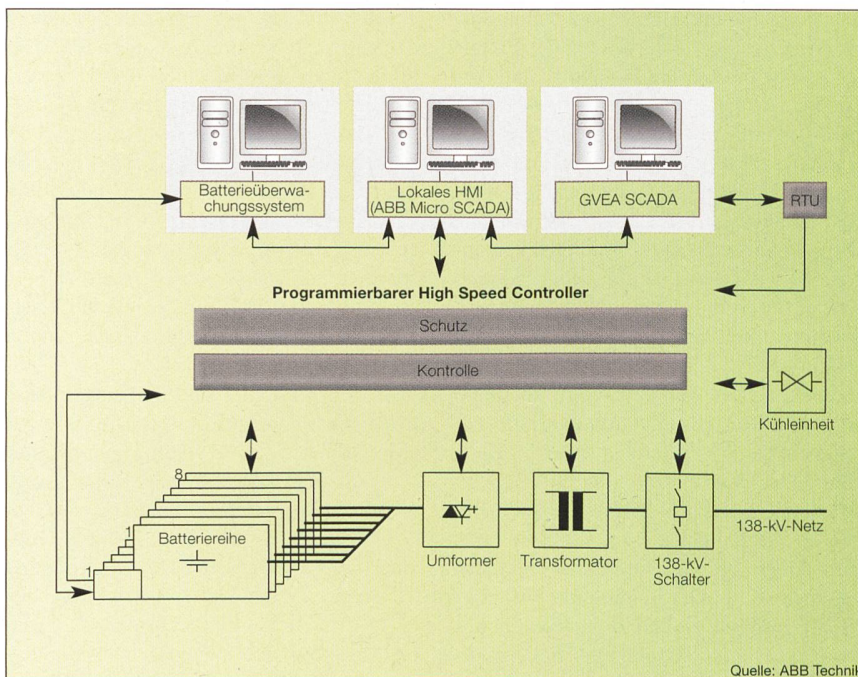 Batterieüberwa-
chungssystem
Lokales HMI
(ABB Micro SCADA)
GVEA SCADA
RTU
Programmierbarer High Speed Controller
Schutz
Kontrolle
Kühleinheit
8
1
1
Batteriereihe
Umformer
Transformator
138-kV-
Schalter
138-kV-Netz
Quelle: ABB Technik